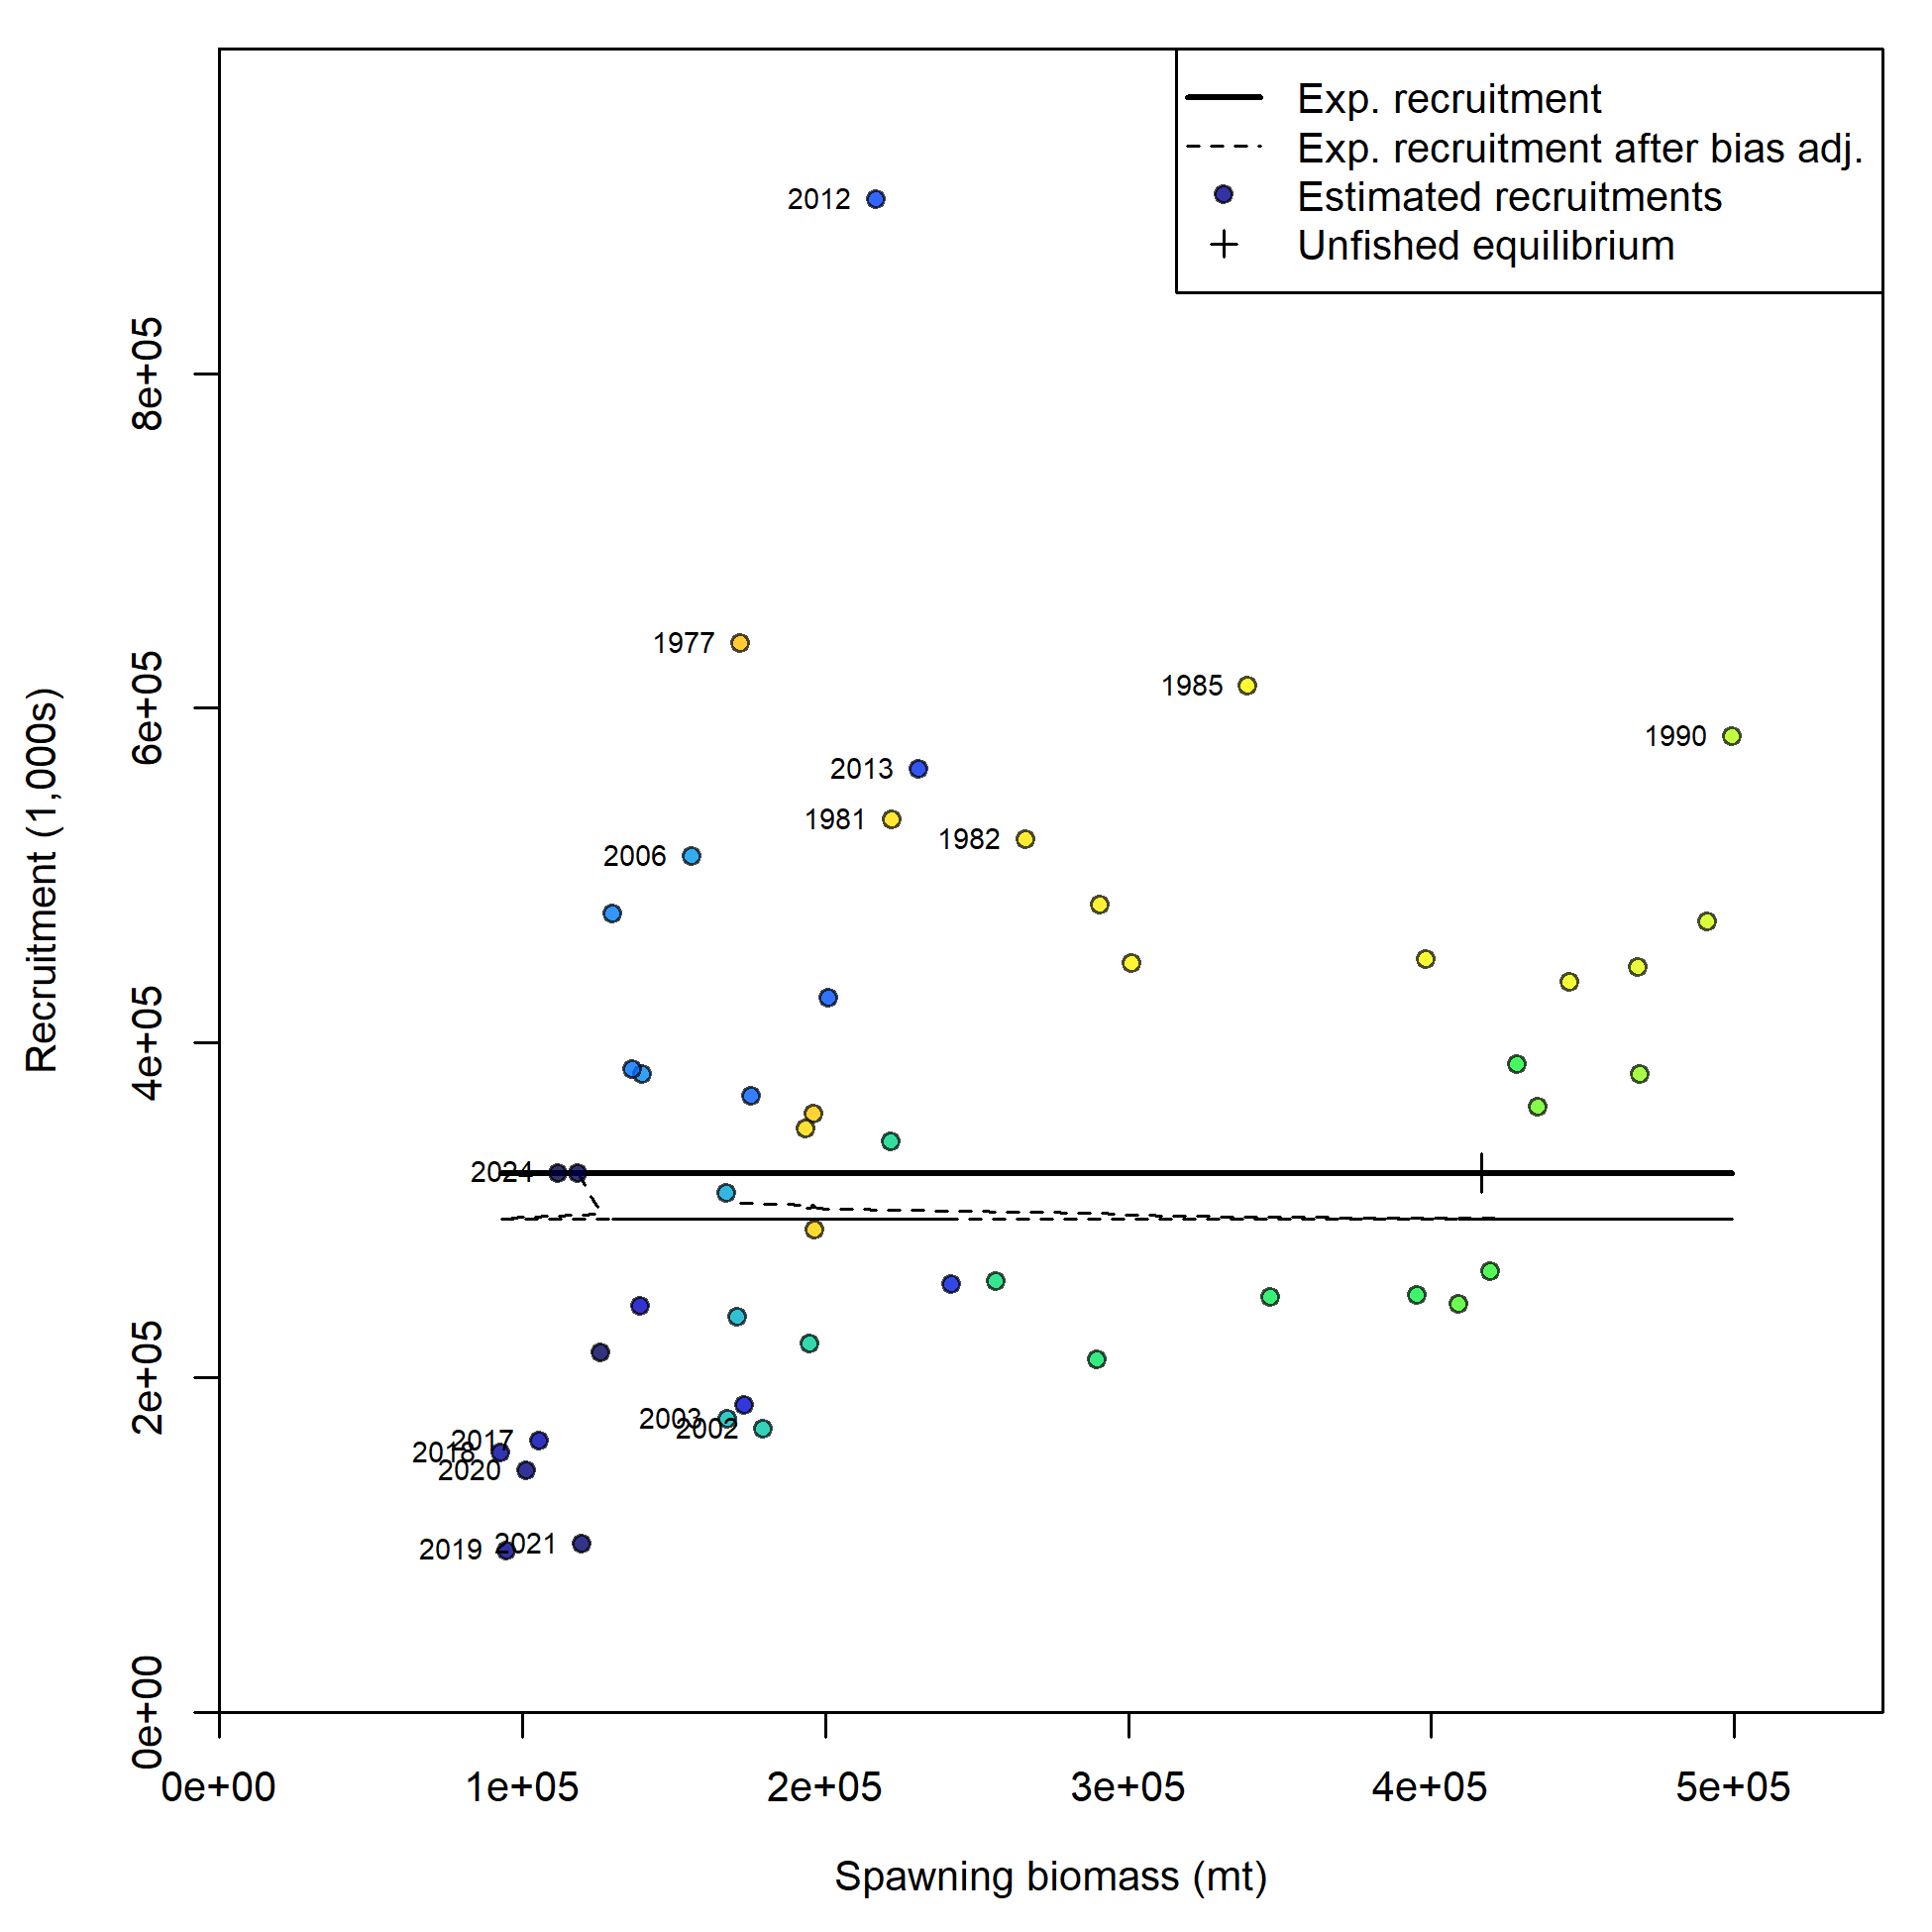 Exp. recruitment
Exp. recruitment after bias adj.
Estimated recruitments
Unfished equilibrium
2012
1977
1985
1990
2013
1981
1982
2006
2024
2003
2002
2017
2018
2020
2019
2021
Recruitment (1,000s)
8e+05
6e+05
4e+05
2e+05
0e+00
0e+00 1e+05 2e+05 3e+05 4e+05 5e+05
Spawning biomass (mt)